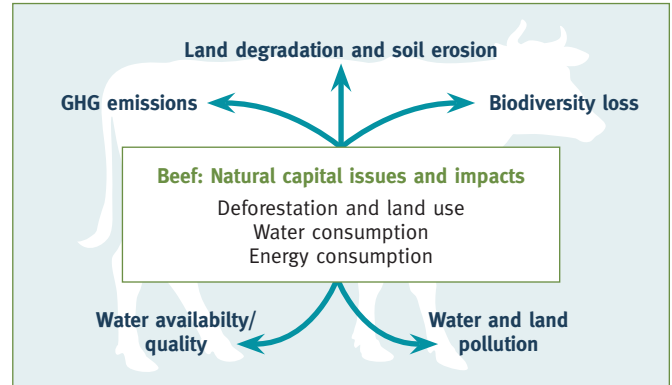 Land degradation and soil erosion
GHG emissions
Biodiversity loss
Beef: Natural capital issues and impacts
Deforestation and land use
Water consumption
Energy consumption
Water availabilty/
quality
Water and land
pollution